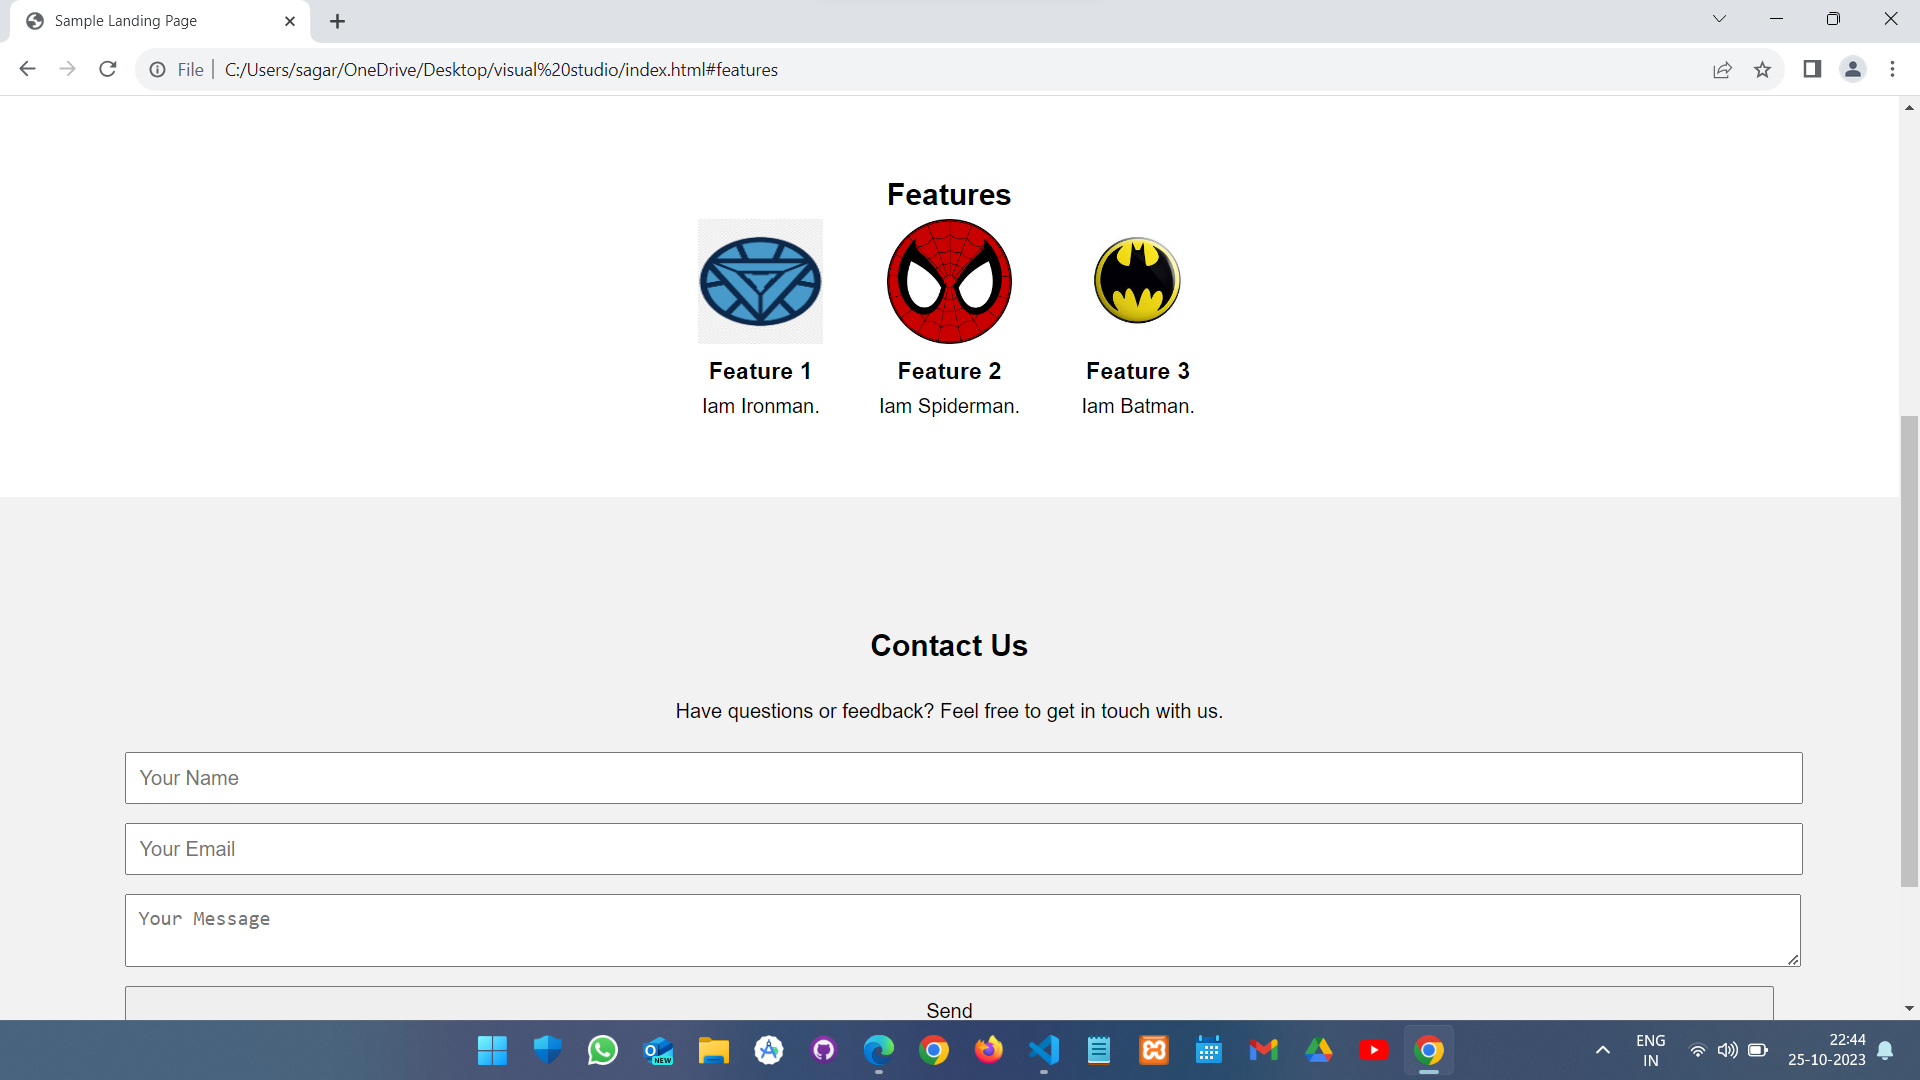 Sample Landing Page
File C:/Users/sagar/OneDrive/Desktop/visual%20studio/index.html#features
Features
Feature 1 Feature 2 Feature 3
Iam Ironman. Iam Spiderman. Iam Batman.
Contact Us
Have questions or feedback? Feel free to get in touch with us.
Your Name
Your Email
Your Message
Send
NEW
ENG
IN
22:44
25-10-2023